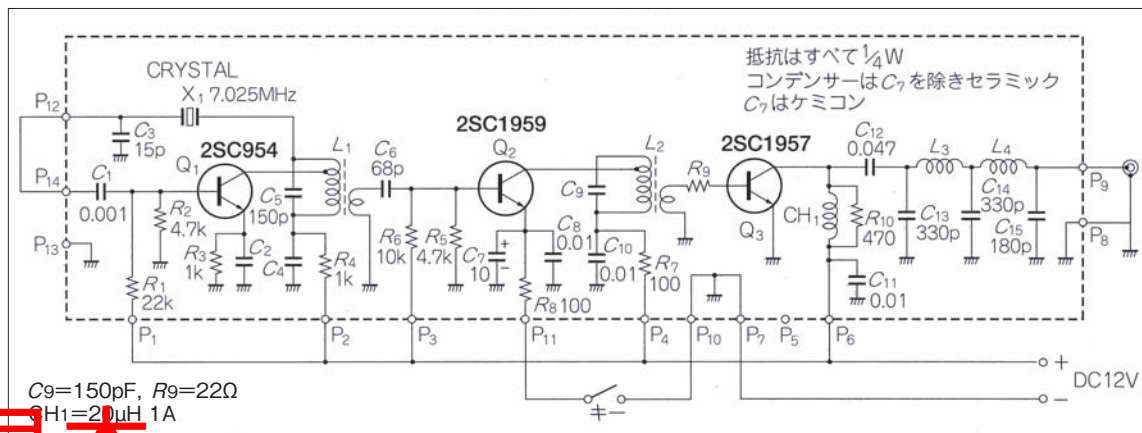 抵抗はすべて1/4W
コンデンサーはC7を除きセラミック
C7はケミコン
CRYSTAL
X1 7.025MHz
P12
C3
15p
Q1
2SC954
L1
C6
68p
2SC1959
Q2
L2
R9
2SC1957
C12
0.047
L3
L4
P9
P14
C1
0.001
R2
4.7k
C5
150p
C9
C8
0.01
Q3
CH1
R10
470
C13
330p
C14
330p
C15
180p
P8
P13
R3
1k
C2
C4
R4
1k
R6
10k
R5
4.7k
C7
10
+
−
C10
0.01
R7
100
C11
0.01
R1
22k
R8 100
P1
P2
P3
P11
P4
P10
P7
P5
P6
+
DC12V
−
キー
C9=150pF, R9=22Ω
CH1=20μH 1A